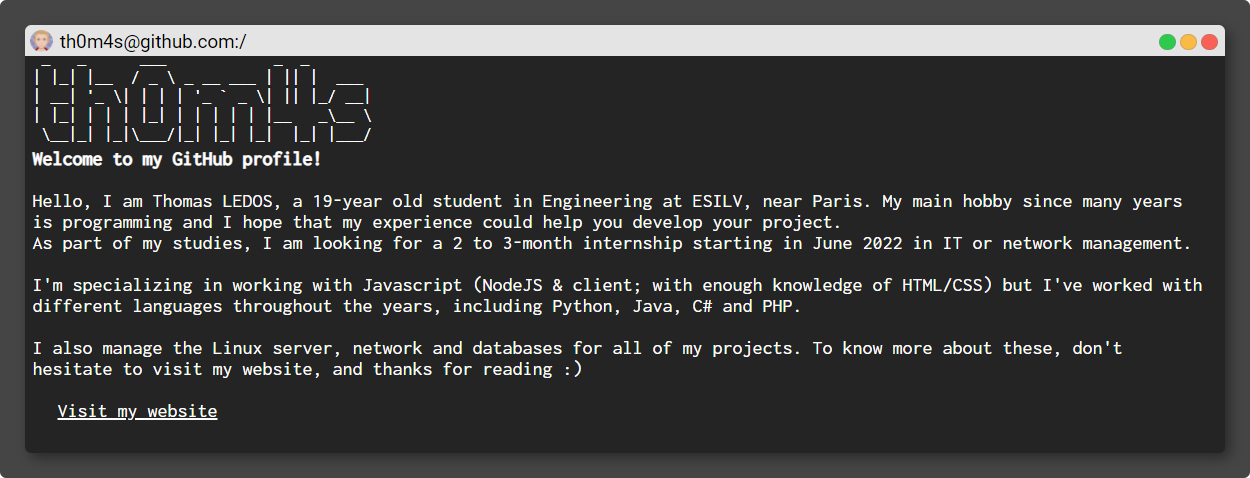 th0m4s@github.com:/
th0m4s
Welcome to my GitHub profile!
Hello, I am Thomas LEDOS, a 19-year old student in Engineering at ESILV, near Paris. My main hobby since many years
is programming and I hope that my experience could help you develop your project.
As part of my studies, I am looking for a 2 to 3-month internship starting in June 2022 in IT or network management.
I'm specializing in working with Javascript (NodeJS & client; with enough knowledge of HTML/CSS) but I've worked with
different languages throughout the years, including Python, Java, C# and PHP.
I also manage the Linux server, network and databases for all of my projects. To know more about these, don't
hesitate to visit my website, and thanks for reading :)
Visit my website